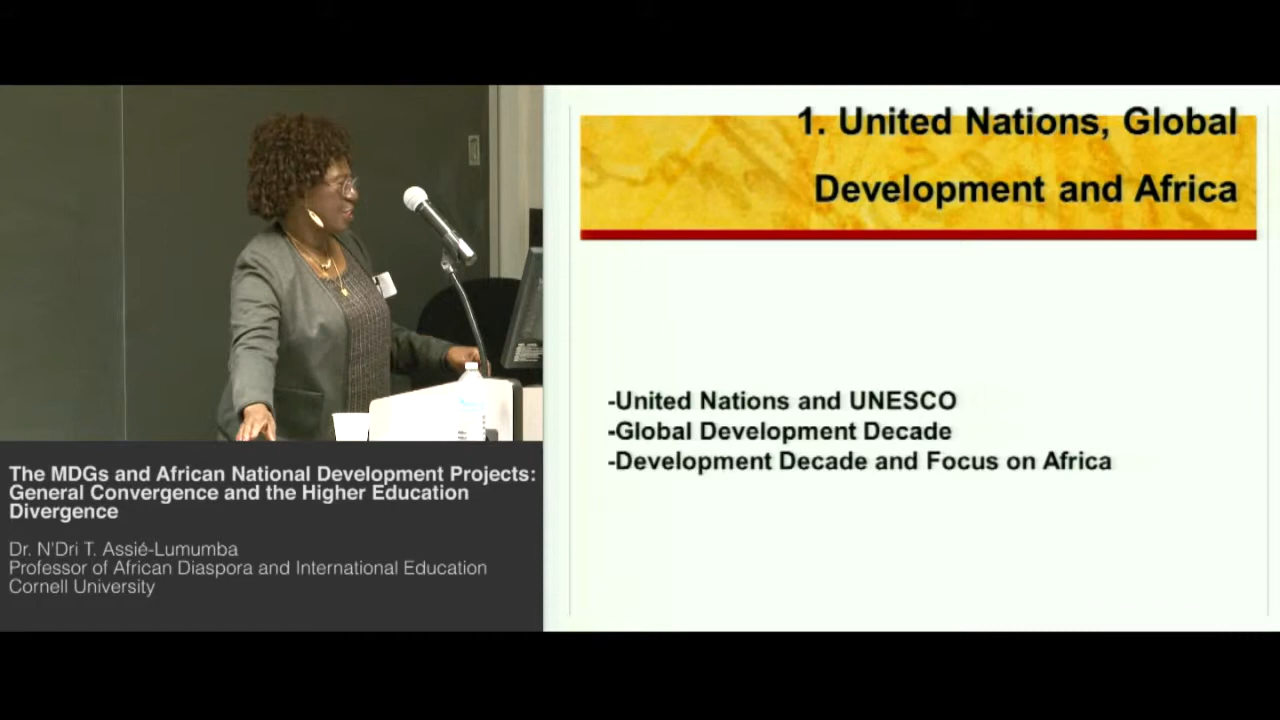 1. United Nations, Global
Development and Africa
-United Nations and UNESCO
-Global Development Decade
-Development Decade and Focus on Africa
The MDGs and African National Development Projects:
General Convergence and the Higher Education
Divergence
Dr. N'Dri T. Assié-Lumumba
Professor of African Diaspora and International Education
Cornell University